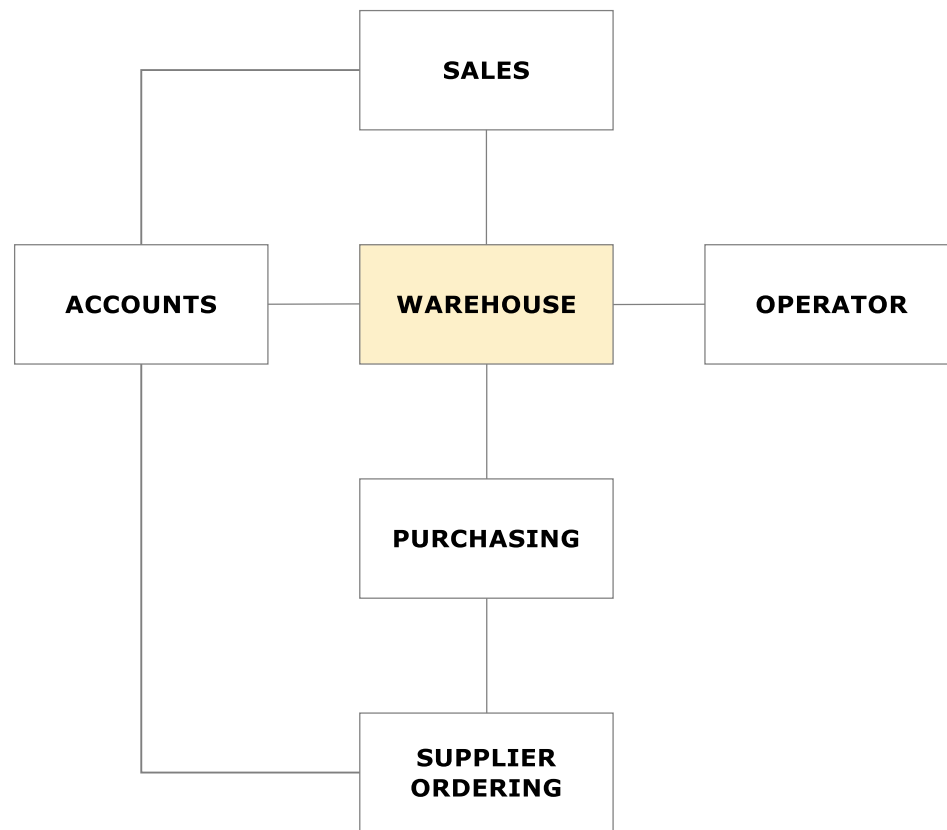 SALES
ACCOUNTS
WAREHOUSE
OPERATOR
PURCHASING
SUPPLIER
ORDERING